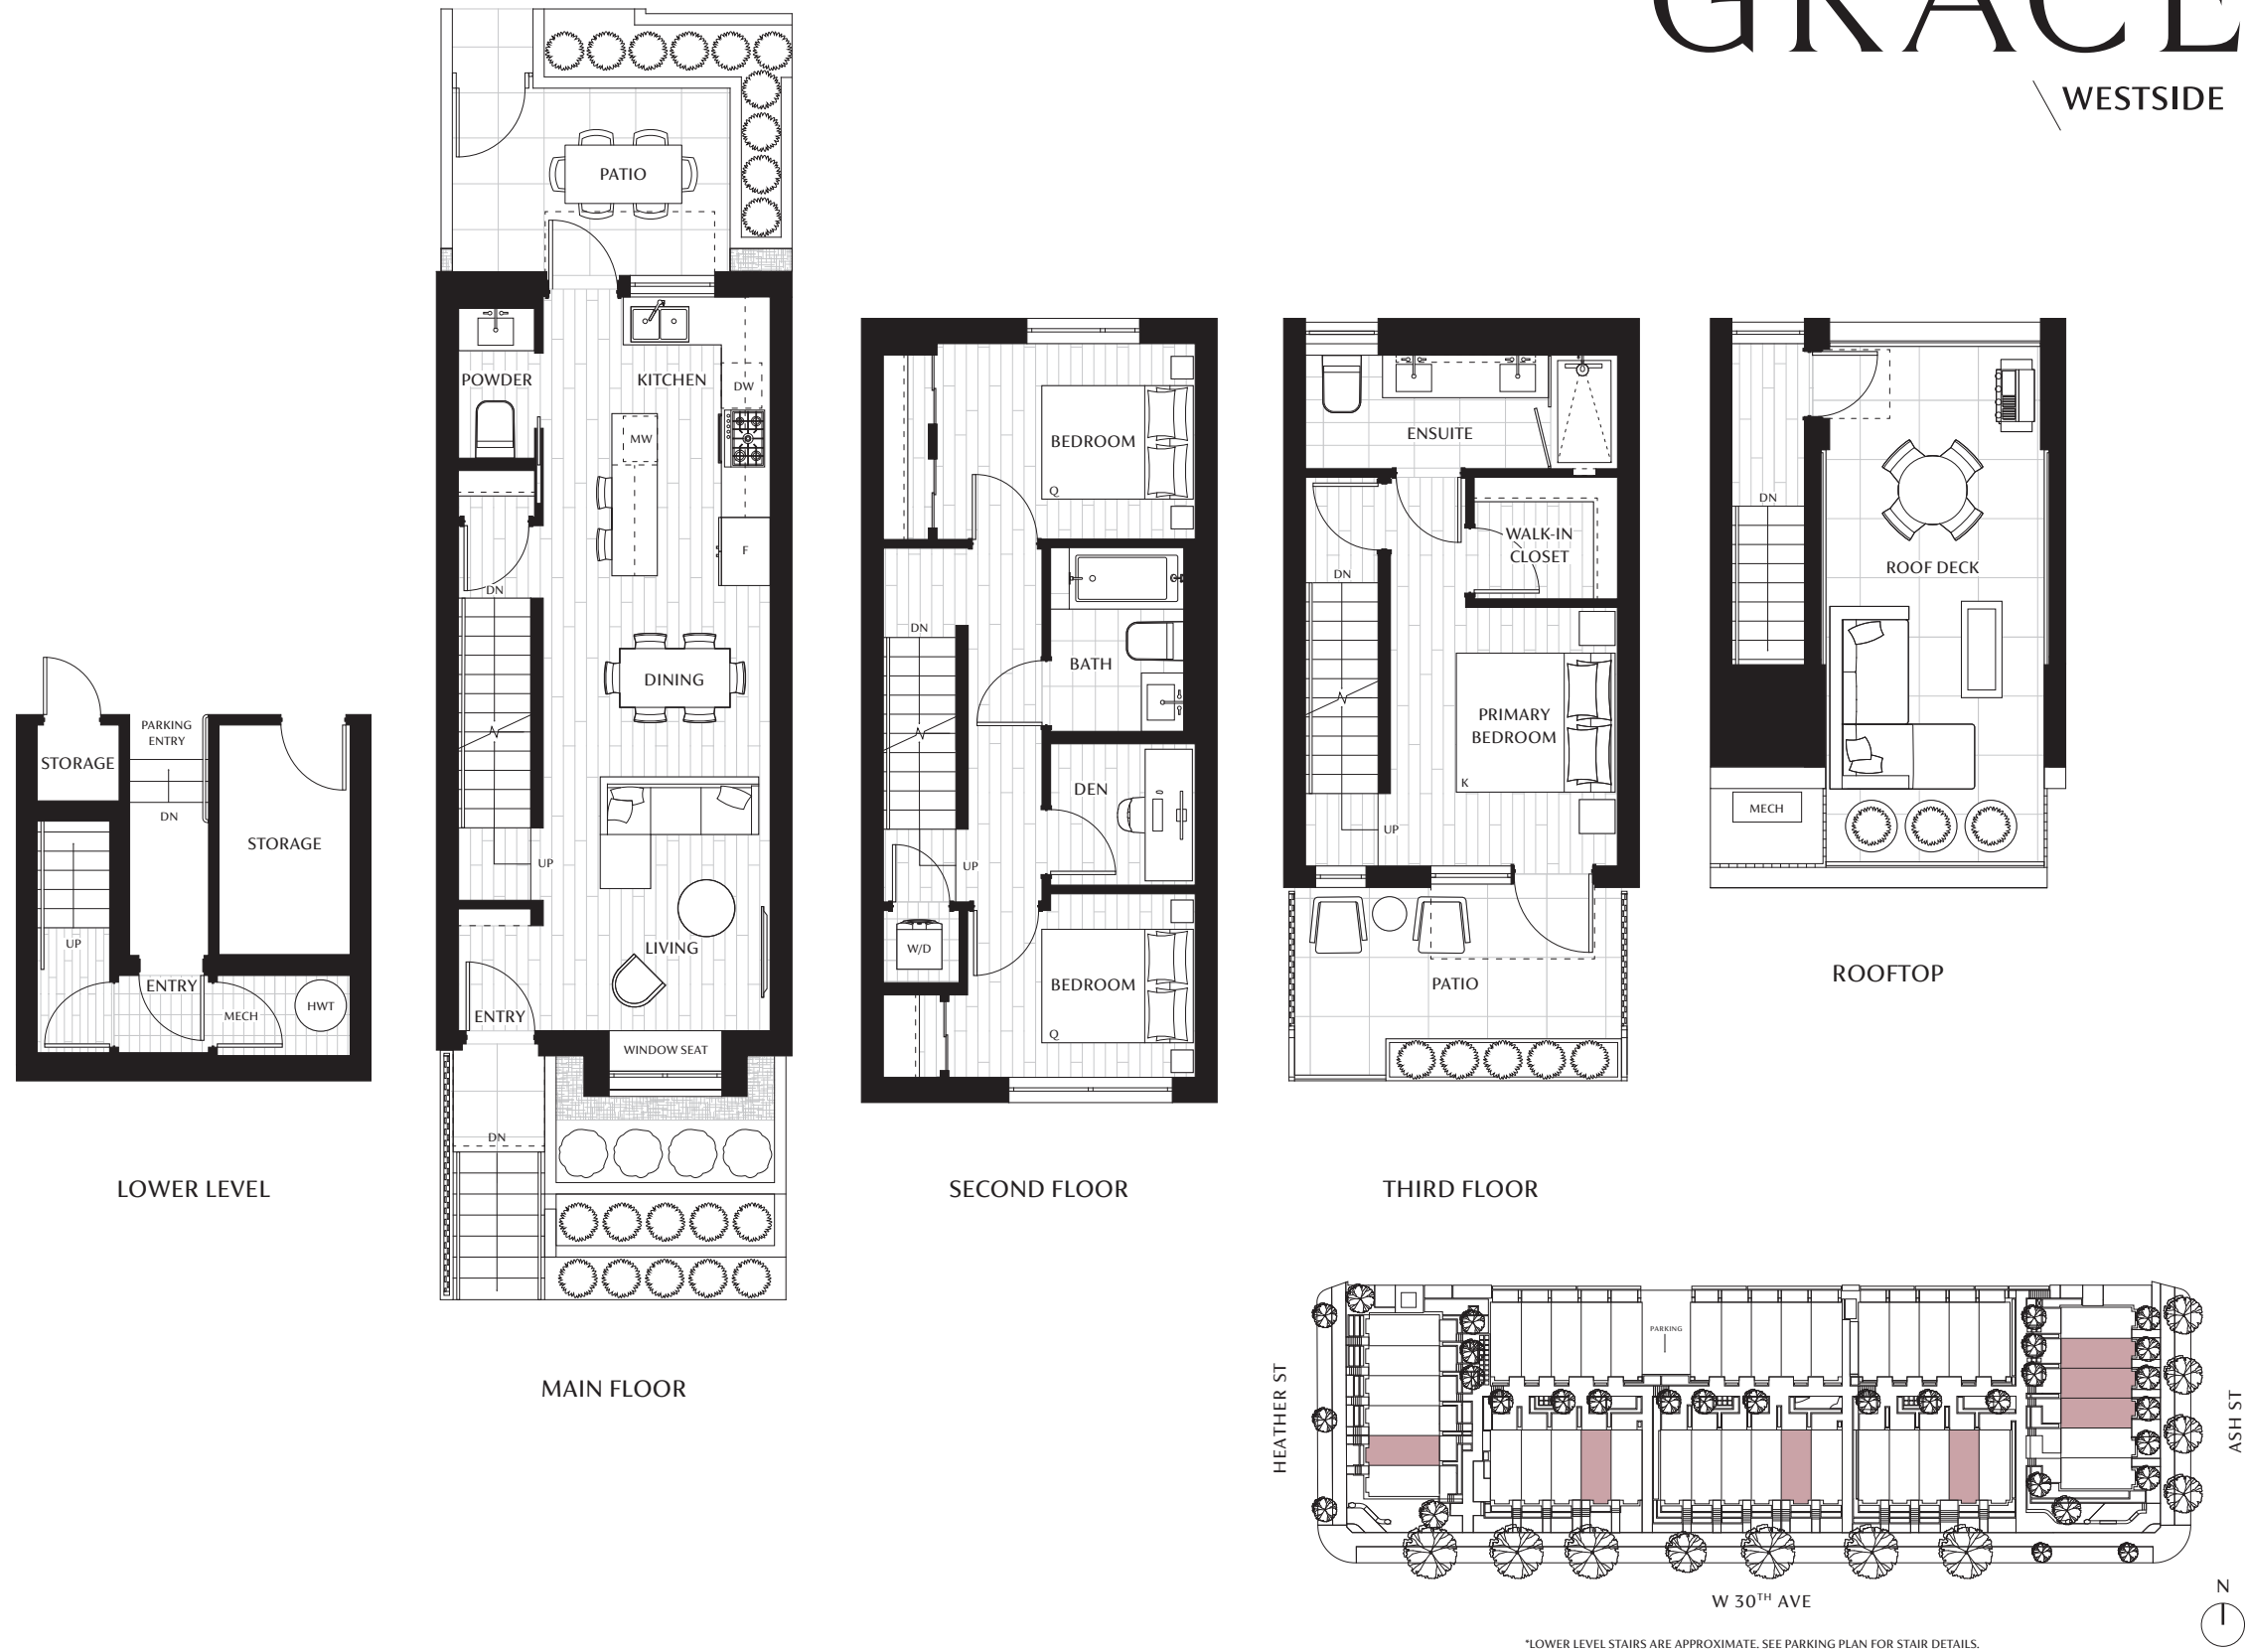 GRACE
WESTSIDE
PATIO
POWDER
KITCHEN
DW
MW
F
DN
DINING
UP
LIVING
ENTRY
WINDOW SEAT
DN
MAIN FLOOR
STORAGE
PARKING
ENTRY
DN
STORAGE
UP
ENTRY
MECH
HWT
LOWER LEVEL
BEDROOM
Q
DN
BATH
DEN
UP
W/D
BEDROOM
Q
SECOND FLOOR
ENSUITE
WALK-IN
CLOSET
DN
PRIMARY
BEDROOM
K
UP
PATIO
THIRD FLOOR
DN
ROOF DECK
MECH
ROOFTOP
PARKING
HEATHER ST
ASH ST
W 30TH AVE
N
*LOWER LEVEL STAIRS ARE APPROXIMATE. SEE PARKING PLAN FOR STAIR DETAILS.